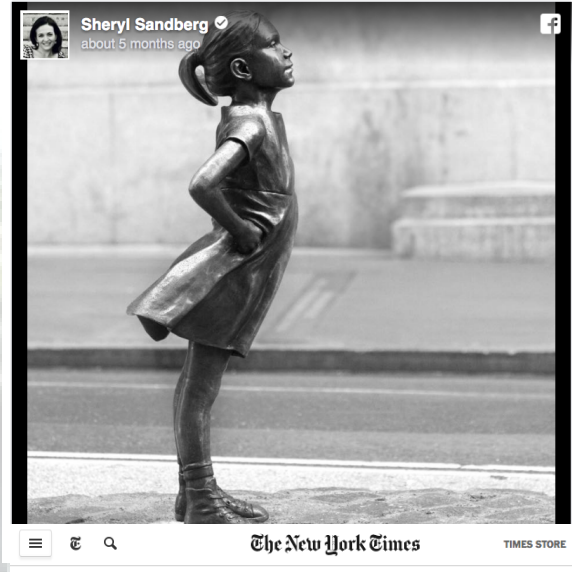 Sheryl Sandberg
about 5 months ago
The New York Times
TIMES STORE